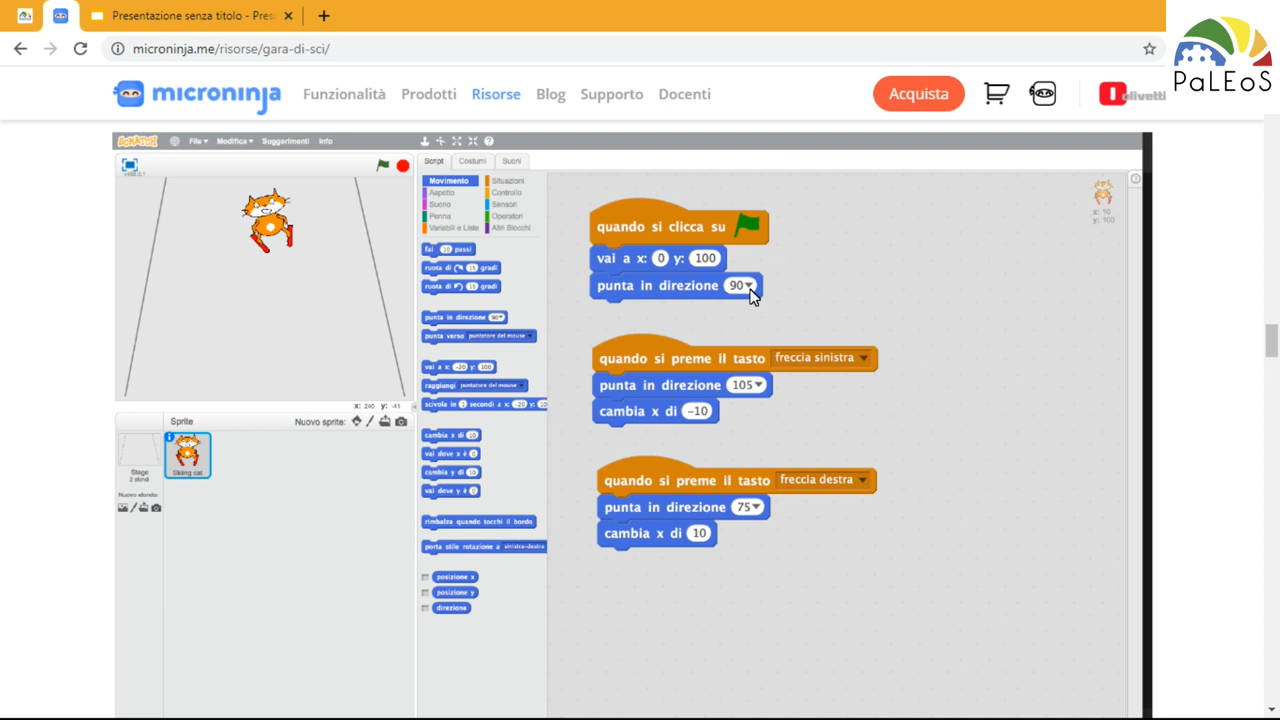 Presentazione senza titolo - Pres
microninja.me/risorse/gara-di-sci/
PaLEoS
microninja
Funzionalità
Prodotti
Risorse
Blog
Supporto
Docenti
Acquista
olivetti
SCRATCH
File
Modifica
Suggerimenti
Info
Script
Costumi
Suoni
Movimento
Situazioni
Aspetto
Controllo
Suono
Sensori
Penna
Operatori
Variabili e Liste
Altri Blocchi
fai 10 passi
ruota di 15 gradi
ruota di 15 gradi
punta in direzione 90
punta verso puntatore del mouse
vai a x: -20 y: 100
raggiungi puntatore del mouse
scivola in 1 secondi a x: -20 y: 10
cambia x di 10
vai dove x è 0
cambia y di 10
vai dove y è 0
rimbalza quando tocchi il bordo
porta stile rotazione a sinistra-destra
posizione x
posizione y
direzione
quando si clicca su
vai a x: 0 y: 100
punta in direzione 90
quando si preme il tasto freccia sinistra
punta in direzione 105
cambia x di -10
quando si preme il tasto freccia destra
punta in direzione 75
cambia x di 10
x: 10
y: 100
x: 240 y: -41
Sprite
Nuovo sprite:
Stage
2 sfondi
Skiing cat
Nuovo sfondo: